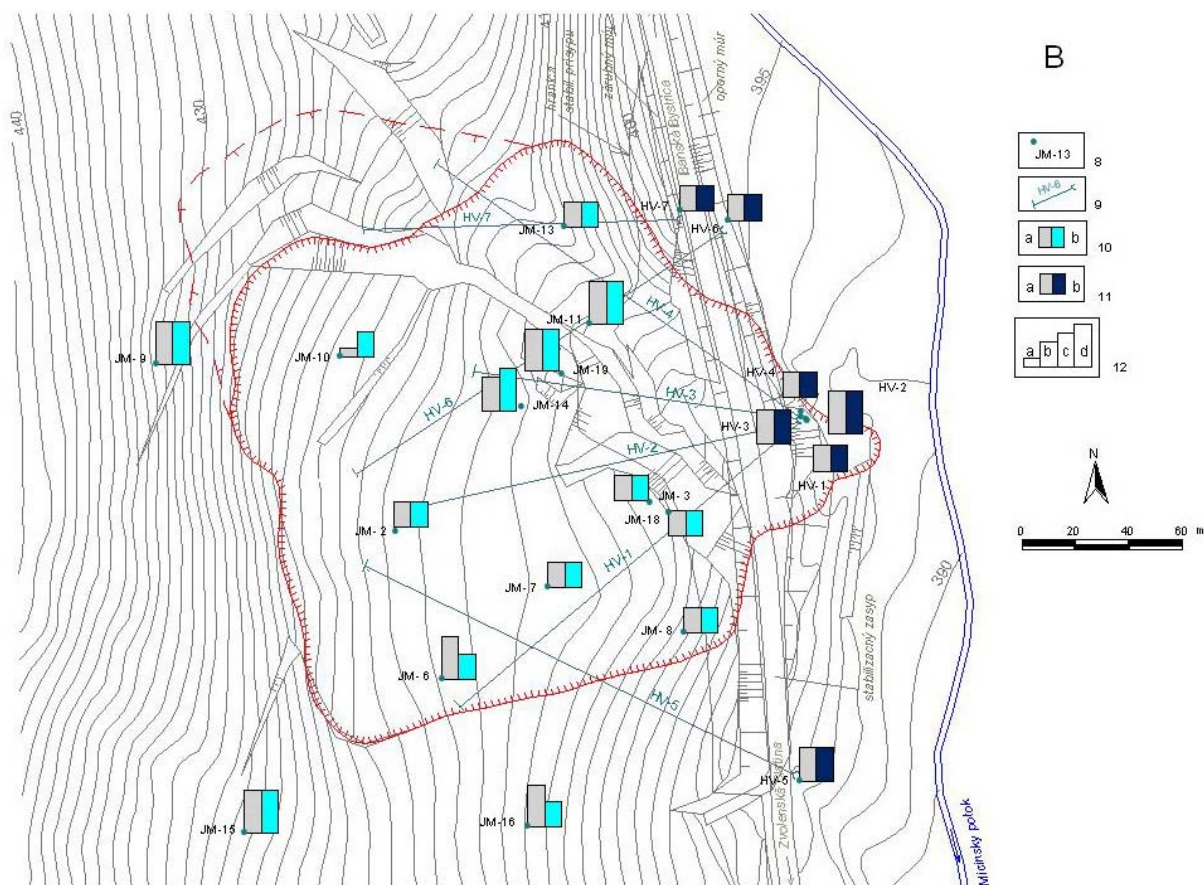 B
440
430
hranica
stabil. prísypu
zárubný múr
oporný múr
395
400
Banská Bystrica
JM-13
8
HV-6
9
a
b
10
a
b
11
a
b
c
d
12
HV-7
HV-7
HV-6
JM-13
HV-4
JM-11
JM- 9
JM-10
JM-19
HV-4
HV-2
HV-3
HV-3
JM-14
HV-6
HV-2
HV-1
JM- 3
JM-18
JM- 2
HV-1
N
0
20
40
60
m
JM- 7
390
JM- 8
JM- 6
stabilizačný zasyp
HV-5
HV-5
JM-15
JM-16
Mičinský potok